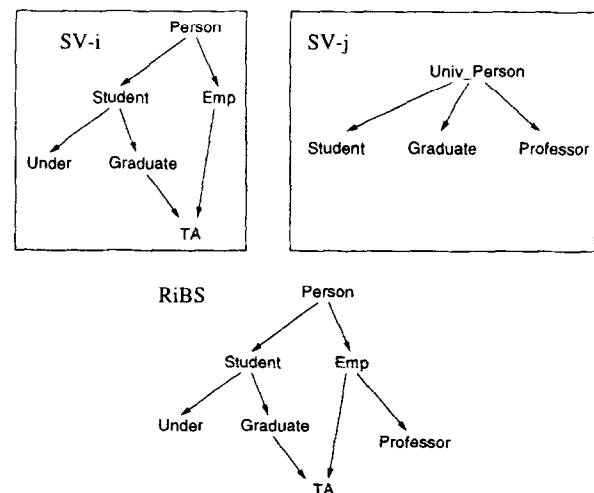 Person
SV-i
SV-j
Student Emp
Univ_Person
Under Graduate
Student Graduate Professor
TA
RiBS
Person
Student Emp
Under Graduate
Professor
TA